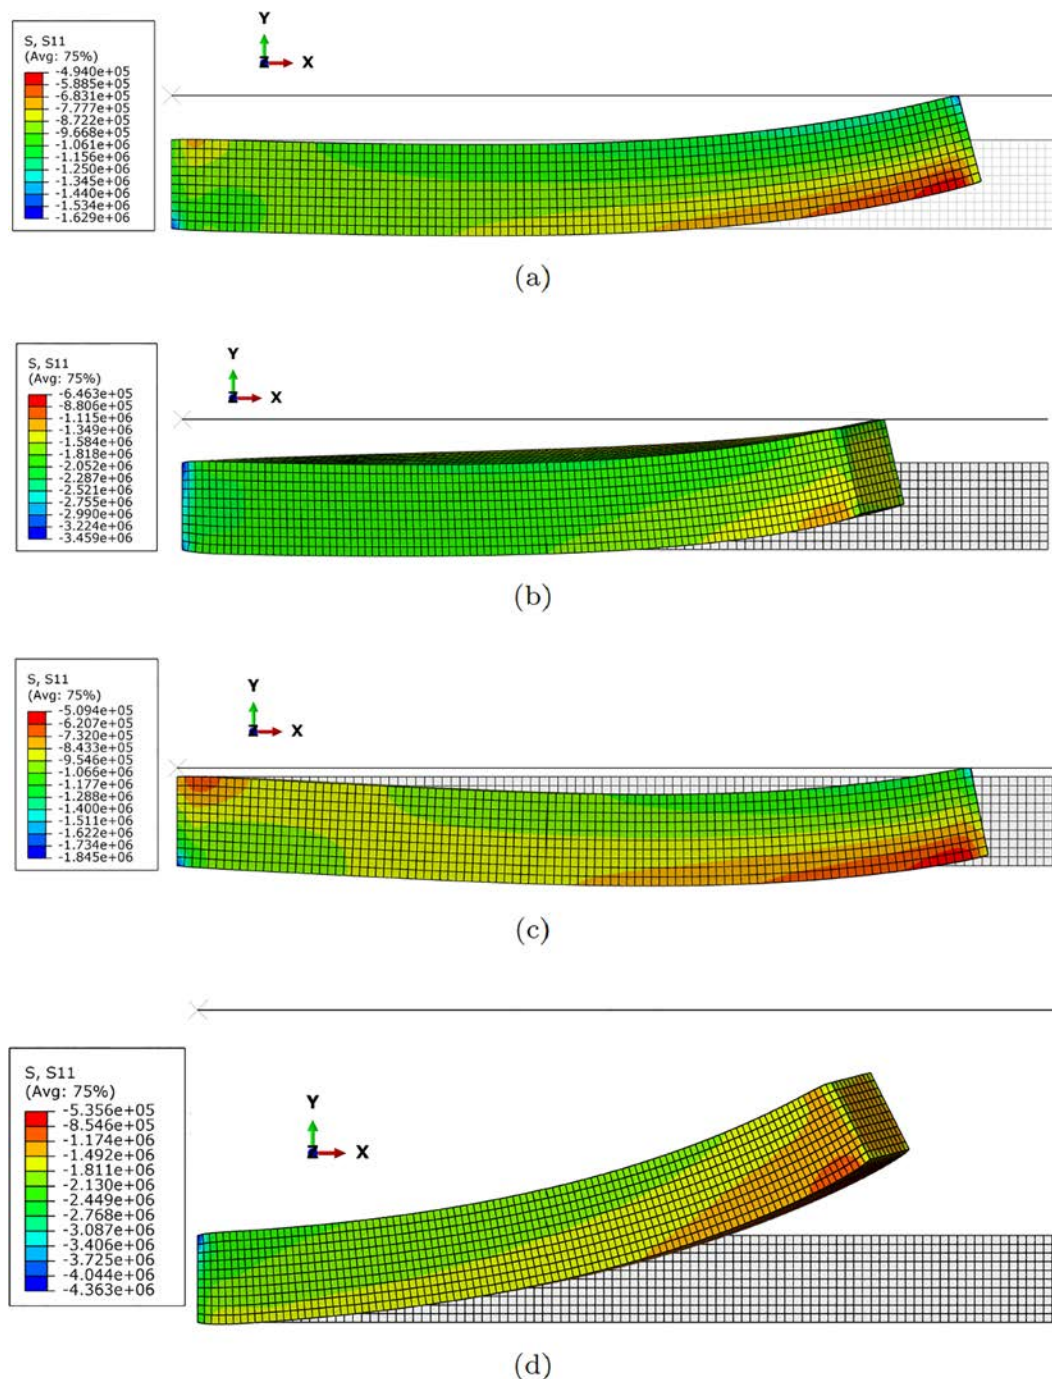 Y
S, S11
(Avg: 75%)
-4.940e+05
-5.885e+05
-6.831e+05
-7.777e+05
-8.722e+05
-9.668e+05
-1.061e+06
-1.156e+06
-1.250e+06
-1.345e+06
-1.440e+06
-1.534e+06
-1.629e+06
Z X
(a)
Y
S, S11
(Avg: 75%)
-6.463e+05
-8.806e+05
-1.115e+06
-1.349e+06
-1.584e+06
-1.818e+06
-2.052e+06
-2.287e+06
-2.521e+06
-2.755e+06
-2.990e+06
-3.224e+06
-3.459e+06
Z X
(b)
Y
S, S11
(Avg: 75%)
-5.094e+05
-6.207e+05
-7.320e+05
-8.433e+05
-9.546e+05
-1.066e+06
-1.177e+06
-1.288e+06
-1.400e+06
-1.511e+06
-1.622e+06
-1.734e+06
-1.845e+06
Z X
(c)
S, S11
(Avg: 75%)
-5.356e+05
-8.546e+05
-1.174e+06
-1.492e+06
-1.811e+06
-2.130e+06
-2.449e+06
-2.768e+06
-3.087e+06
-3.406e+06
-3.725e+06
-4.044e+06
-4.363e+06
Y
Z X
(d)